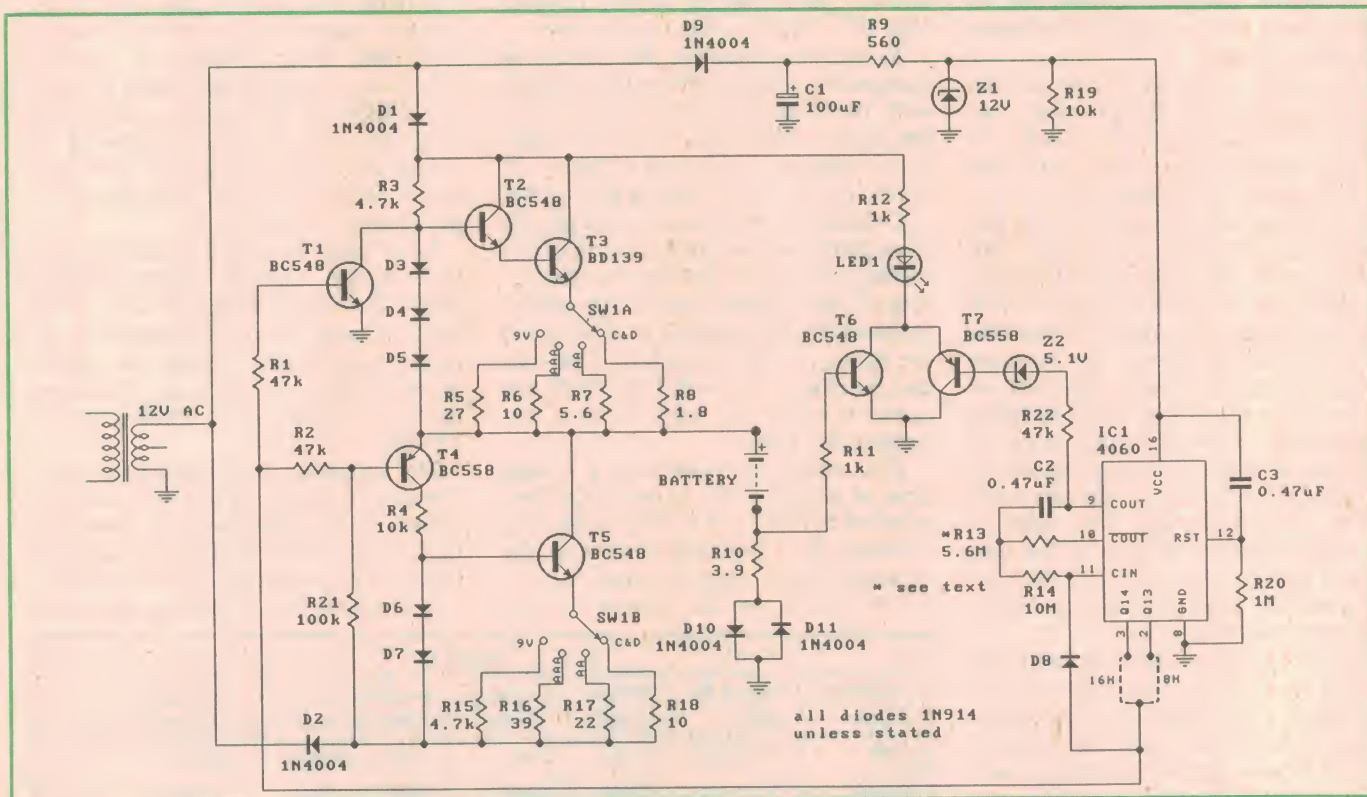 D9
1N4004
R9
560
D1
1N4004
C1
100uF
+
Z1
12V
R19
10k
R3
4.7k
T2
BC548
R12
1k
T1
BC548
D3
T3
BD139
LED1
D4
SW1A
T6
BC548
T7
BC558
Z2
5.1V
D5
9V
AAA
AA
C&D
R1
47k
R5
27
R6
10
R7
5.6
R8
1.8
R22
47k
12V AC
R2
47k
T4
BC558
+
BATTERY
R11
1k
IC1
4060
16
VCC
C3
0.47uF
C2
0.47uF
9
COUT
R4
10k
T5
BC548
R10
3.9
*R13
5.6M
10
COUT
RST
12
* see text
11
CIN
R14
10M
R20
1M
R21
100k
D6
SW1B
Q14
Q13
GND
3
2
8
D7
9V
AAA
AA
C&D
D10
1N4004
D11
1N4004
D8
16H
8H
R15
4.7k
R16
39
R17
22
R18
10
D2
1N4004
all diodes 1N914
unless stated